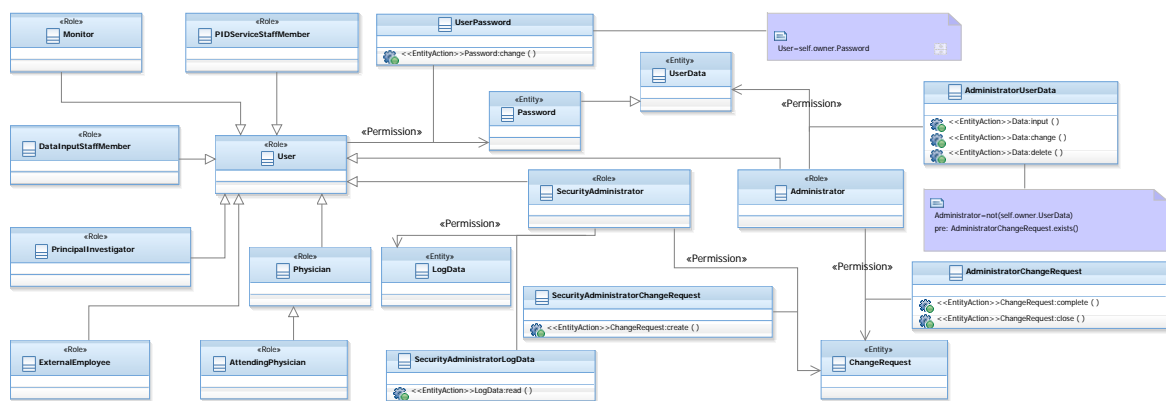 «Role»
Monitor
«Role»
PIDServiceStaffMember
UserPassword
<<EntityAction>>Password:change ( )
User=self.owner.Password
«Entity»
UserData
«Entity»
Password
«Permission»
AdministratorUserData
<<EntityAction>>Data:input ( )
<<EntityAction>>Data:change ( )
<<EntityAction>>Data:delete ( )
«Permission»
«Role»
DataInputStaffMember
«Role»
User
«Role»
SecurityAdministrator
«Role»
Administrator
Administrator=not(self.owner.UserData)
pre: AdministratorChangeRequest.exists()
«Permission»
«Role»
PrincipalInvestigator
«Role»
Physician
«Entity»
LogData
«Permission»
«Permission»
AdministratorChangeRequest
<<EntityAction>>ChangeRequest:complete ( )
<<EntityAction>>ChangeRequest:close ( )
SecurityAdministratorChangeRequest
<<EntityAction>>ChangeRequest:create ( )
«Role»
ExternalEmployee
«Role»
AttendingPhysician
SecurityAdministratorLogData
<<EntityAction>>LogData:read ( )
«Entity»
ChangeRequest